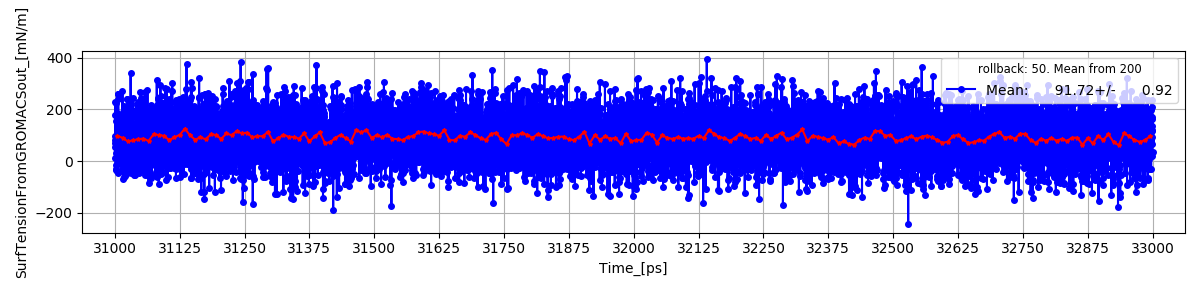 SurfTensionFromGROMACSout_[mN/m]
400
200
0
−200
rollback: 50. Mean from 200
Mean: 91.72+/- 0.92
31000 31125 31250 31375 31500 31625 31750 31875 32000 32125 32250 32375 32500 32625 32750 32875 33000
Time_[ps]